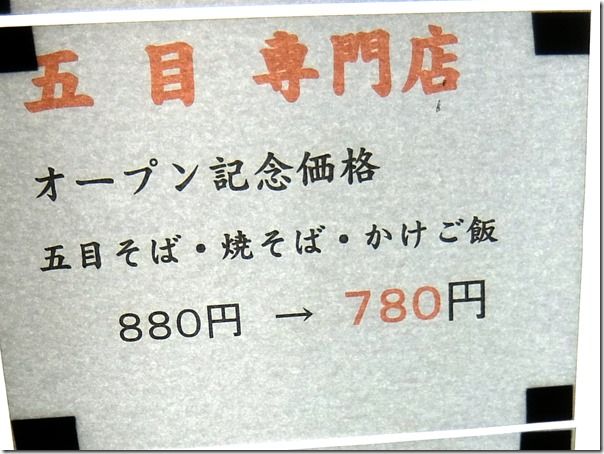 五目 専門店
オープン記念価格
五目そば・焼そば・かけご飯
880円 → 780円